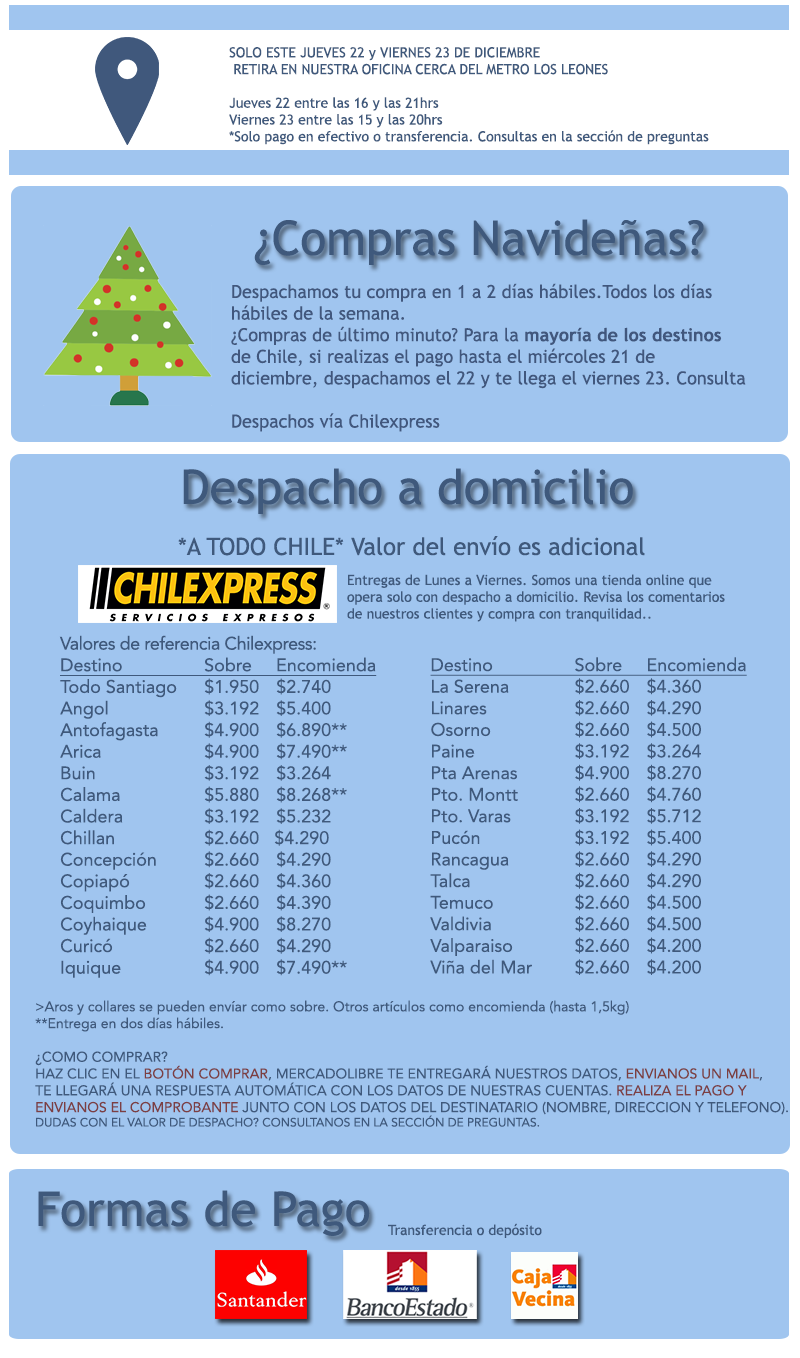 SOLO ESTE JUEVES 22 y VIERNES 23 DE DICIEMBRE
RETIRA EN NUESTRA OFICINA CERCA DEL METRO LOS LEONES
Jueves 22 entre las 16 y las 21hrs
Viernes 23 entre las 15 y las 20hrs
*Solo pago en efectivo o transferencia. Consultas en la sección de preguntas
¿Compras Navideñas?
Despachamos tu compra en 1 a 2 días hábiles.Todos los días
hábiles de la semana.
¿Compras de último minuto? Para la mayoría de los destinos
de Chile, si realizas el pago hasta el miércoles 21 de
diciembre, despachamos el 22 y te llega el viernes 23. Consulta
Despachos vía Chilexpress
Despacho a domicilio
*A TODO CHILE* Valor del envío es adicional
CHILEXPRESS®
SERVICIOS EXPRESOS
Entregas de Lunes a Viernes. Somos una tienda online que
opera solo con despacho a domicilio. Revisa los comentarios
de nuestros clientes y compra con tranquilidad..
Valores de referencia Chilexpress:
Destino Sobre Encomienda
Todo Santiago $1.950 $2.740
Angol $3.192 $5.400
Antofagasta $4.900 $6.890**
Arica $4.900 $7.490**
Buin $3.192 $3.264
Calama $5.880 $8.268**
Caldera $3.192 $5.232
Chillan $2.660 $4.290
Concepción $2.660 $4.290
Copiapó $2.660 $4.360
Coquimbo $2.660 $4.390
Coyhaique $4.900 $8.270
Curicó $2.660 $4.290
Iquique $4.900 $7.490**
Destino Sobre Encomienda
La Serena $2.660 $4.360
Linares $2.660 $4.290
Osorno $2.660 $4.500
Paine $3.192 $3.264
Pta Arenas $4.900 $8.270
Pto. Montt $2.660 $4.760
Pto. Varas $3.192 $5.712
Pucón $3.192 $5.400
Rancagua $2.660 $4.290
Talca $2.660 $4.290
Temuco $2.660 $4.500
Valdivia $2.660 $4.500
Valparaiso $2.660 $4.200
Viña del Mar $2.660 $4.200
>Aros y collares se pueden envíar como sobre. Otros artículos como encomienda (hasta 1,5kg)
**Entrega en dos días hábiles.
¿COMO COMPRAR?
HAZ CLIC EN EL BOTÓN COMPRAR, MERCADOLIBRE TE ENTREGARÁ NUESTROS DATOS, ENVIANOS UN MAIL,
TE LLEGARÁ UNA RESPUESTA AUTOMÁTICA CON LOS DATOS DE NUESTRAS CUENTAS. REALIZA EL PAGO Y
ENVIANOS EL COMPROBANTE JUNTO CON LOS DATOS DEL DESTINATARIO (NOMBRE, DIRECCION Y TELEFONO).
DUDAS CON EL VALOR DE DESPACHO? CONSULTANOS EN LA SECCIÓN DE PREGUNTAS.
Formas de Pago
Transferencia o depósito
Santander
desde 1855
BancoEstado®
Caja
desde 1855
Vecina